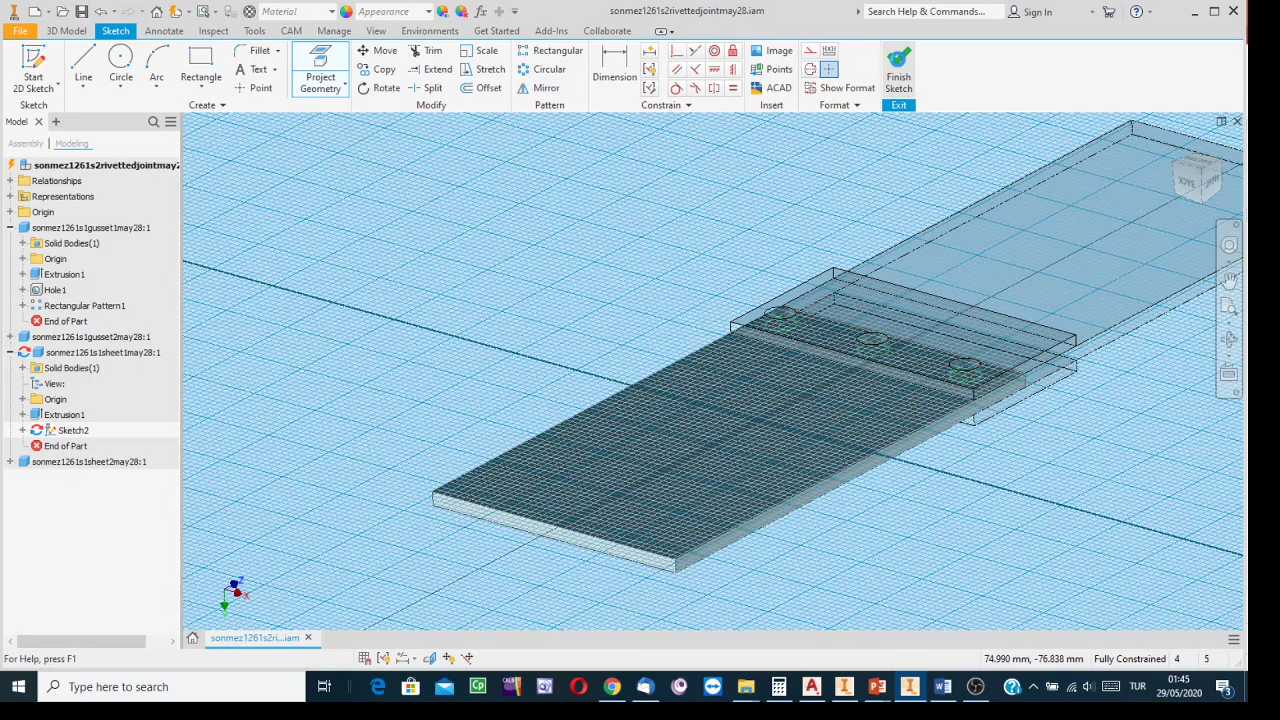 Material
Appearance
sonmez1261s2rivettedjointmay28.iam
Search Help & Commands...
Sign In
File
3D Model
Sketch
Annotate
Inspect
Tools
CAM
Manage
View
Environments
Get Started
Add-Ins
Collaborate
Start
2D Sketch
Line
Circle
Arc
Rectangle
Fillet
Text
Point
Project
Geometry
Move
Copy
Rotate
Trim
Extend
Split
Scale
Stretch
Offset
Rectangular
Circular
Mirror
Dimension
Image
Points
ACAD
Show Format
Finish
Sketch
Sketch
Create
Modify
Pattern
Constrain
Insert
Format
Exit
Model
Assembly
Modeling
sonmez1261s2rivettedjointmay2
Relationships
Representations
Origin
sonmez1261s1gusset1may28:1
Solid Bodies(1)
Origin
Extrusion1
Hole1
Rectangular Pattern1
End of Part
sonmez1261s1gusset2may28:1
sonmez1261s1sheet1may28:1
Solid Bodies(1)
View:
Origin
Extrusion1
Sketch2
End of Part
sonmez1261s1sheet2may28:1
BACK
Z
X
sonmez1261s2ri...iam
For Help, press F1
74.990 mm, -76.838 mm
Fully Constrained
4
5
Type here to search
TUR
01:45
29/05/2020
3